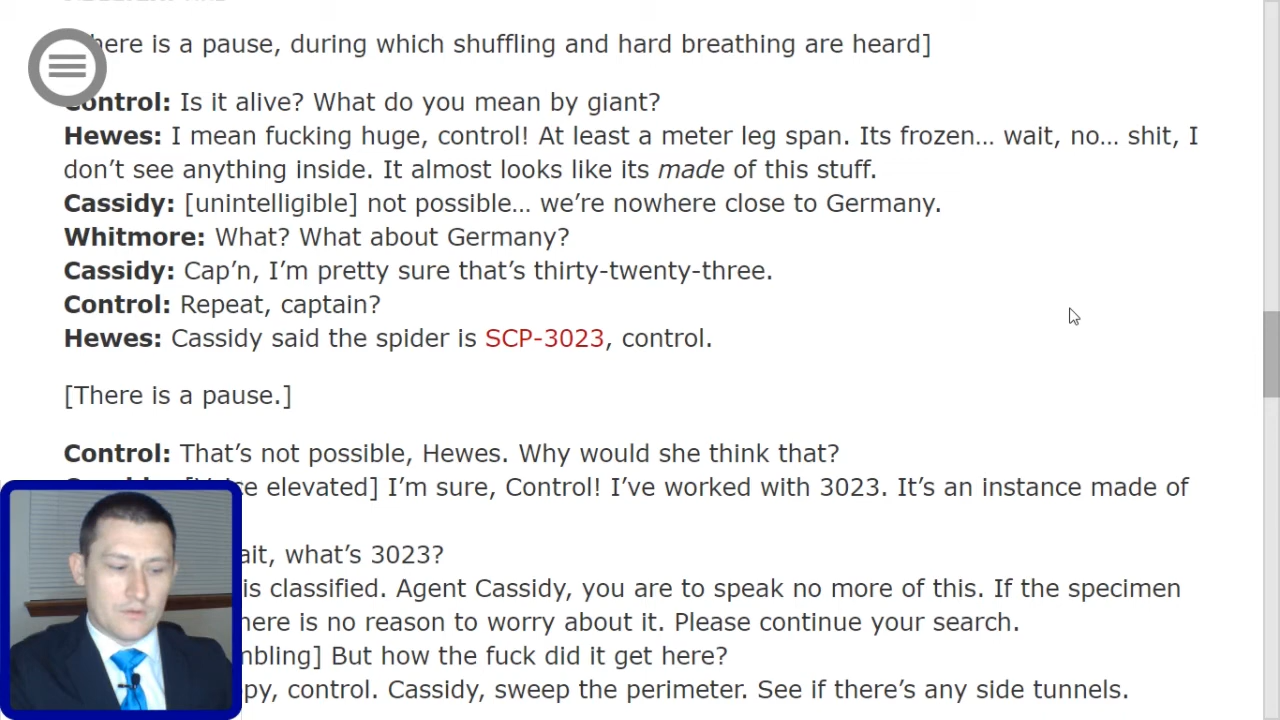 here is a pause, during which shuffling and hard breathing are heard]
Control: Is it alive? What do you mean by giant?
Hewes: I mean fucking huge, control! At least a meter leg span. Its frozen… wait, no… shit, I
don’t see anything inside. It almost looks like its made of this stuff.
Cassidy: [unintelligible] not possible… we’re nowhere close to Germany.
Whitmore: What? What about Germany?
Cassidy: Cap’n, I’m pretty sure that’s thirty-twenty-three.
Control: Repeat, captain?
Hewes: Cassidy said the spider is SCP-3023, control.
[There is a pause.]
Control: That’s not possible, Hewes. Why would she think that?
elevated] I’m sure, Control! I’ve worked with 3023. It’s an instance made of
ait, what’s 3023?
is classified. Agent Cassidy, you are to speak no more of this. If the specimen
here is no reason to worry about it. Please continue your search.
mbling] But how the fuck did it get here?
py, control. Cassidy, sweep the perimeter. See if there’s any side tunnels.